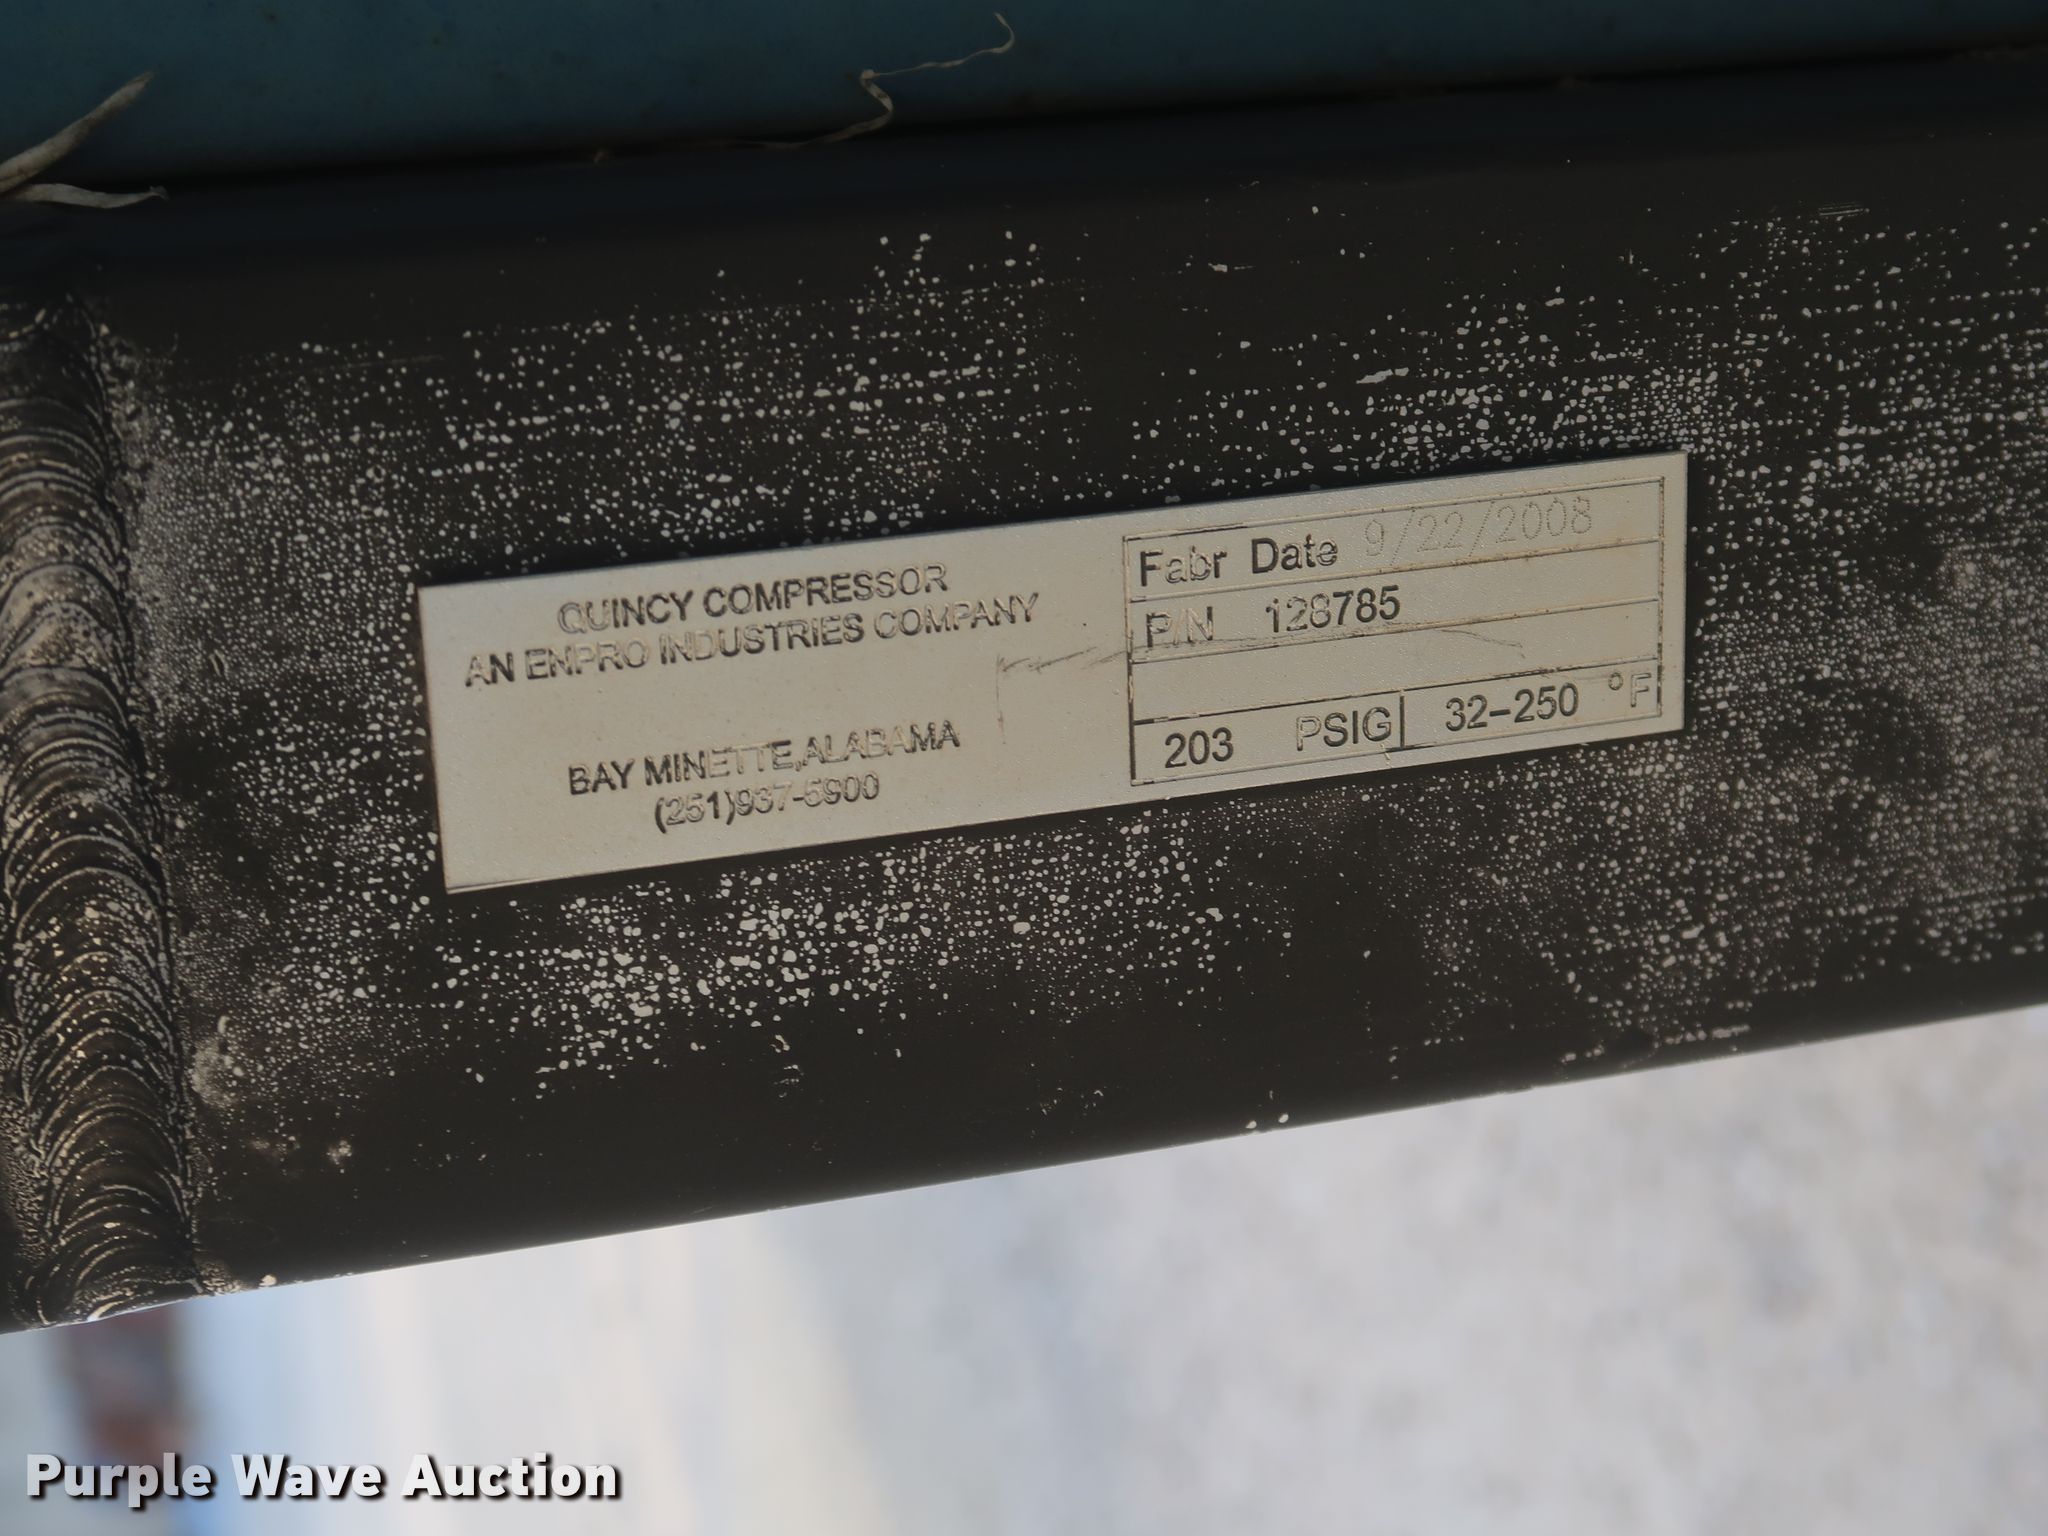 QUINCY COMPRESSOR
AN ENPRO INDUSTRIES COMPANY
BAY MINETTE,ALABAMA
(251)937-5900
Fabr Date 9/22/2008
P/N 128785
203 PSIG 32-250 °F
Purple Wave Auction